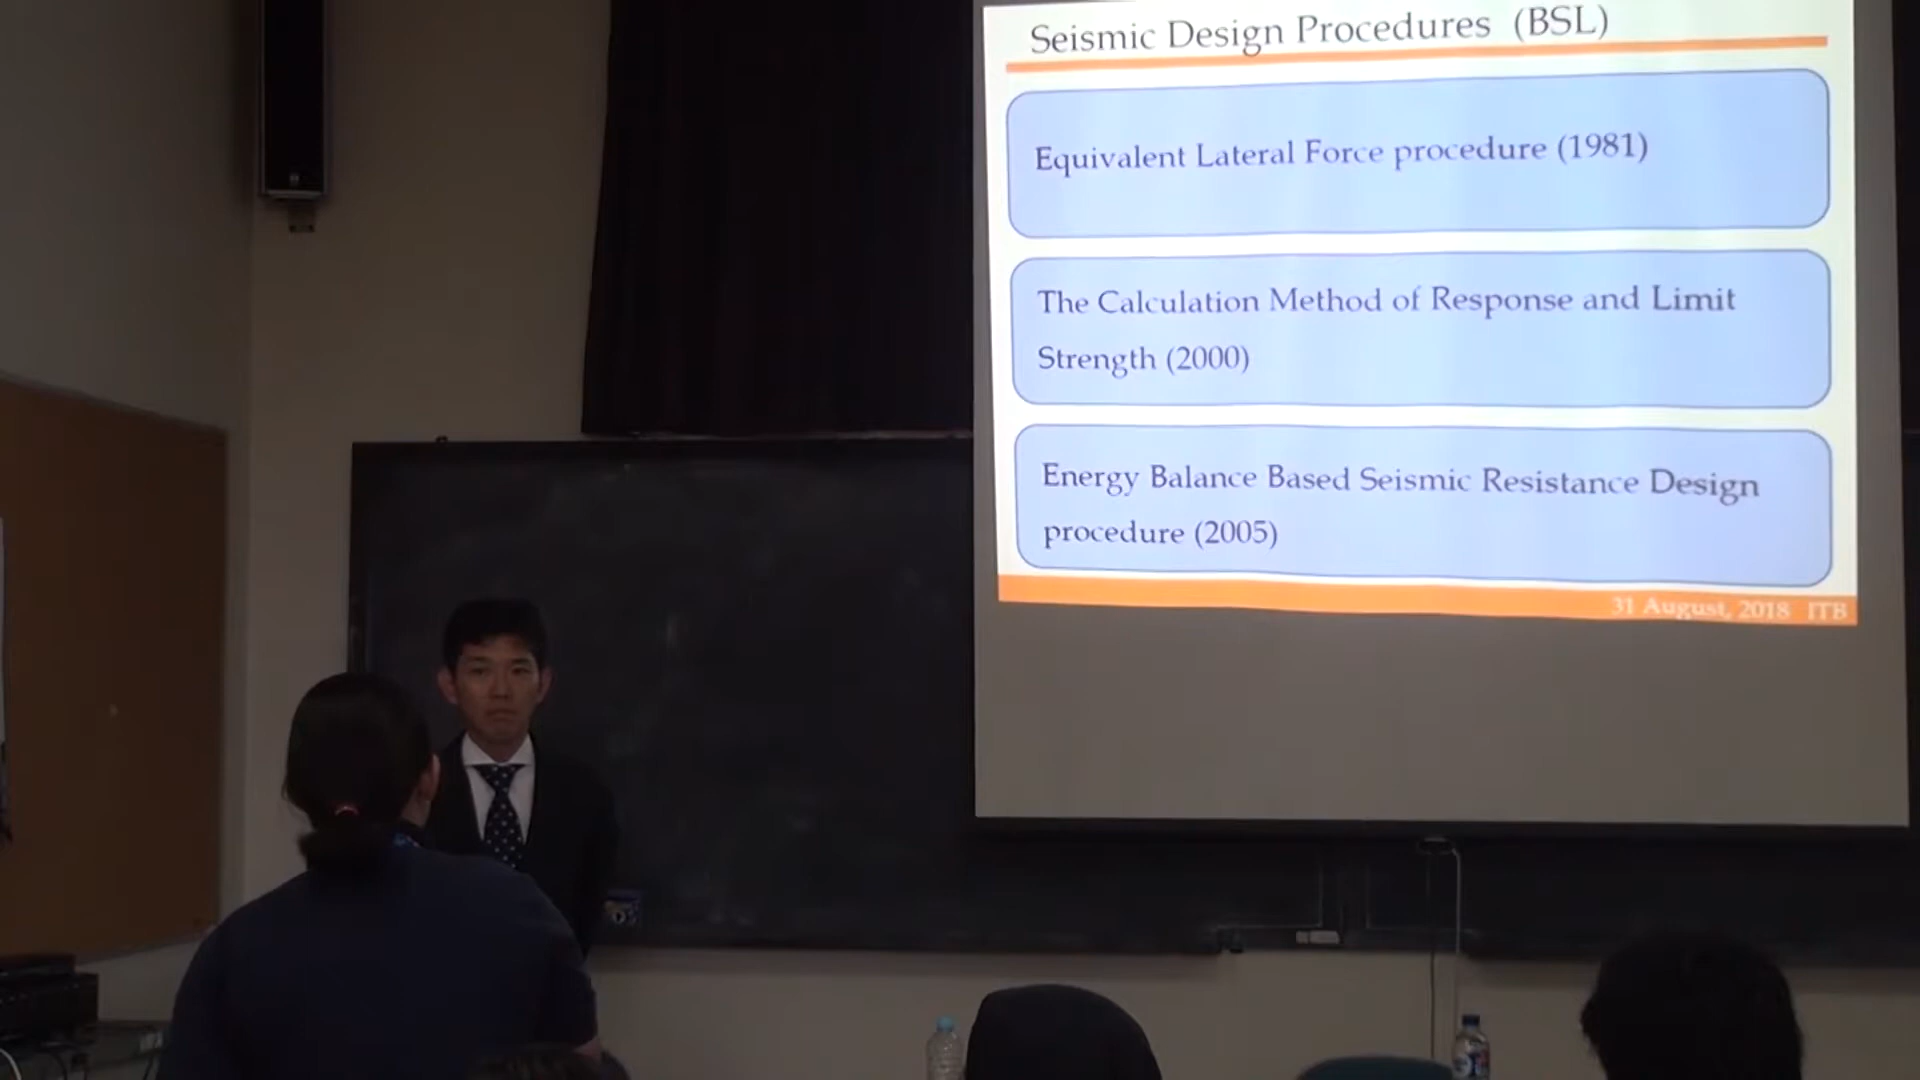 Seismic Design Procedures (BSL)
Equivalent Lateral Force procedure (1981)
The Calculation Method of Response and Limit
Strength (2000)
Energy Balance Based Seismic Resistance Design
procedure (2005)
31 August, 2018 ITB